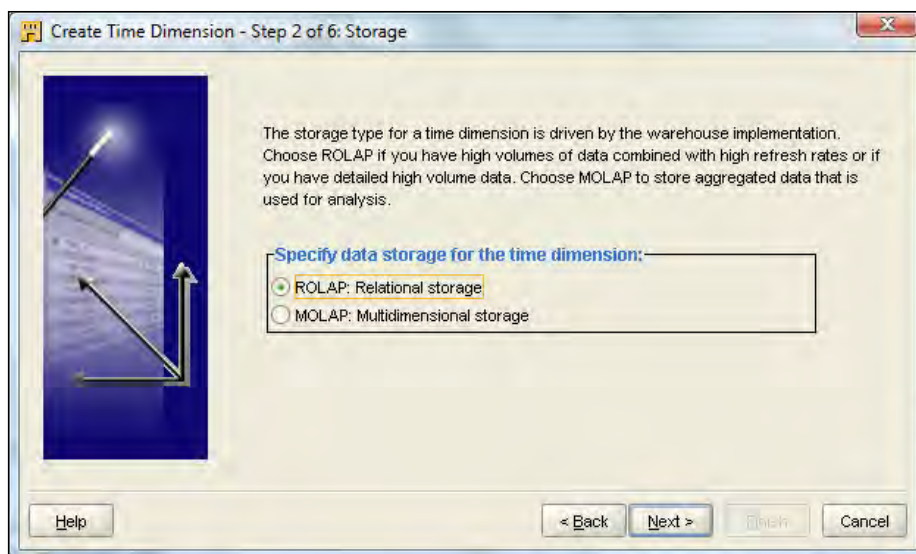 Create Time Dimension - Step 2 of 6: Storage
The storage type for a time dimension is driven by the warehouse implementation.
Choose ROLAP if you have high volumes of data combined with high refresh rates or if
you have detailed high volume data. Choose MOLAP to store aggregated data that is
used for analysis.
Specify data storage for the time dimension:
ROLAP: Relational storage
MOLAP: Multidimensional storage
Help
< Back
Next >
Finish
Cancel